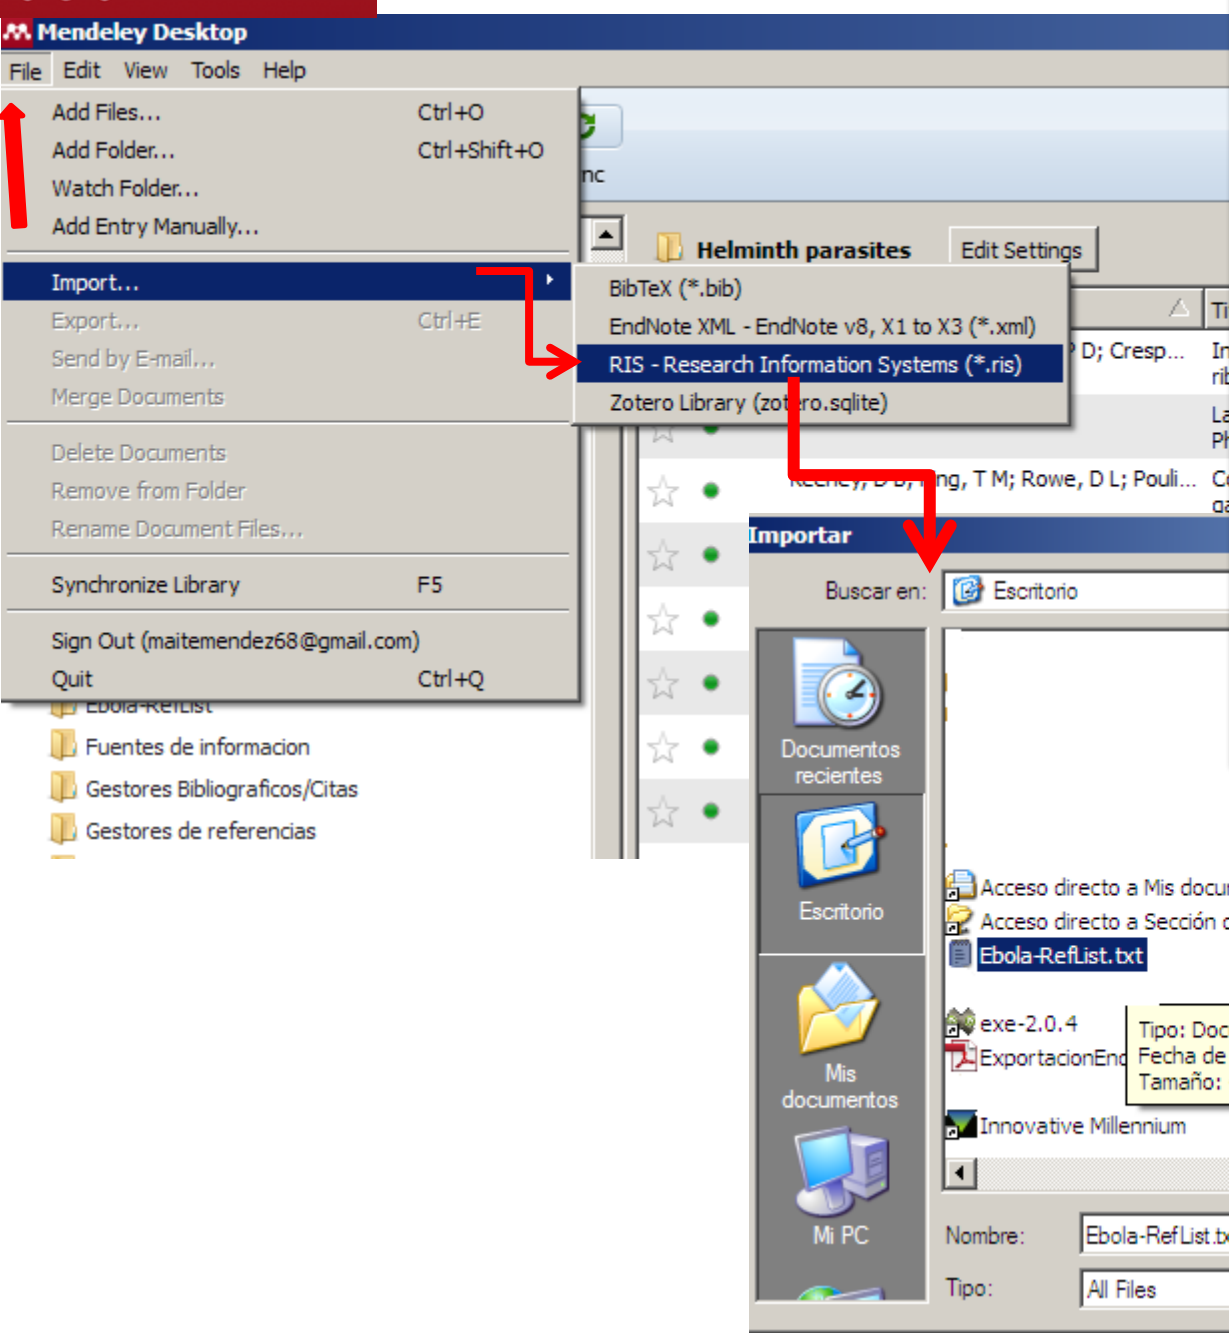 Mendeley Desktop
File Edit View Tools Help
Add Files... Ctrl+O
Add Folder... Ctrl+Shift+O
Watch Folder...
Add Entry Manually...
Import...
Export... Ctrl+E
Send by E-mail...
Merge Documents
Delete Documents
Remove from Folder
Rename Document Files...
Synchronize Library F5
Sign Out (maitemendez68@gmail.com)
Quit Ctrl+Q
Ebola-RefList
Fuentes de informacion
Gestores Bibliograficos/Citas
Gestores de referencias
nc
Helminth parasites Edit Settings
BibTeX (*.bib)
EndNote XML - EndNote v8, X1 to X3 (*.xml)
RIS - Research Information Systems (*.ris)
Zotero Library (zotero.sqlite)
D; Cresp...
ng, T M; Rowe, D L; Pouli...
Importar
Buscar en: Escritorio
Documentos
recientes
Escritorio
Mis
documentos
Mi PC
Acceso directo a Mis docu
Acceso directo a Sección
Ebola-RefList.txt
exe-2.0.4
ExportacionEnd
Innovative Millennium
Tipo: Doc
Fecha de
Tamaño:
Nombre: Ebola-RefList.tx
Tipo: All Files